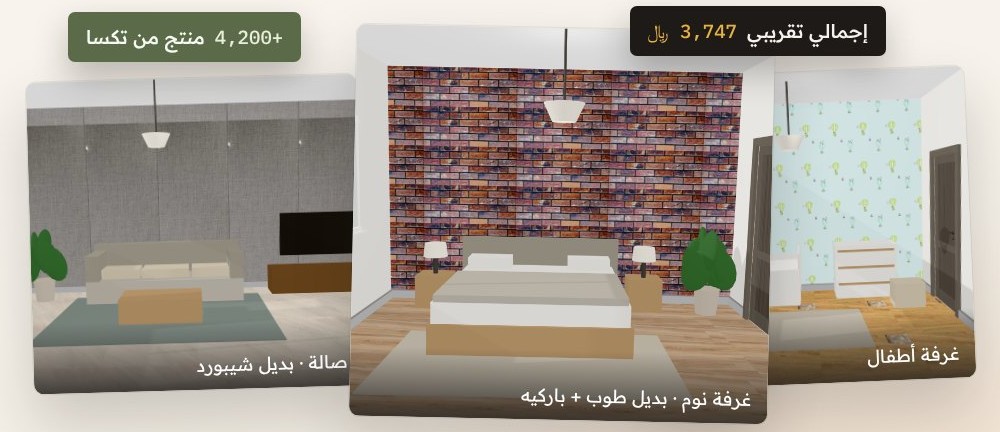 إجمالي تقريبي 3,747 ريال
+4,200 منتج من تكسا
غرفة أطفال
غرفة نوم · بديل طوب + باركيه
صالة · بديل شيبورد